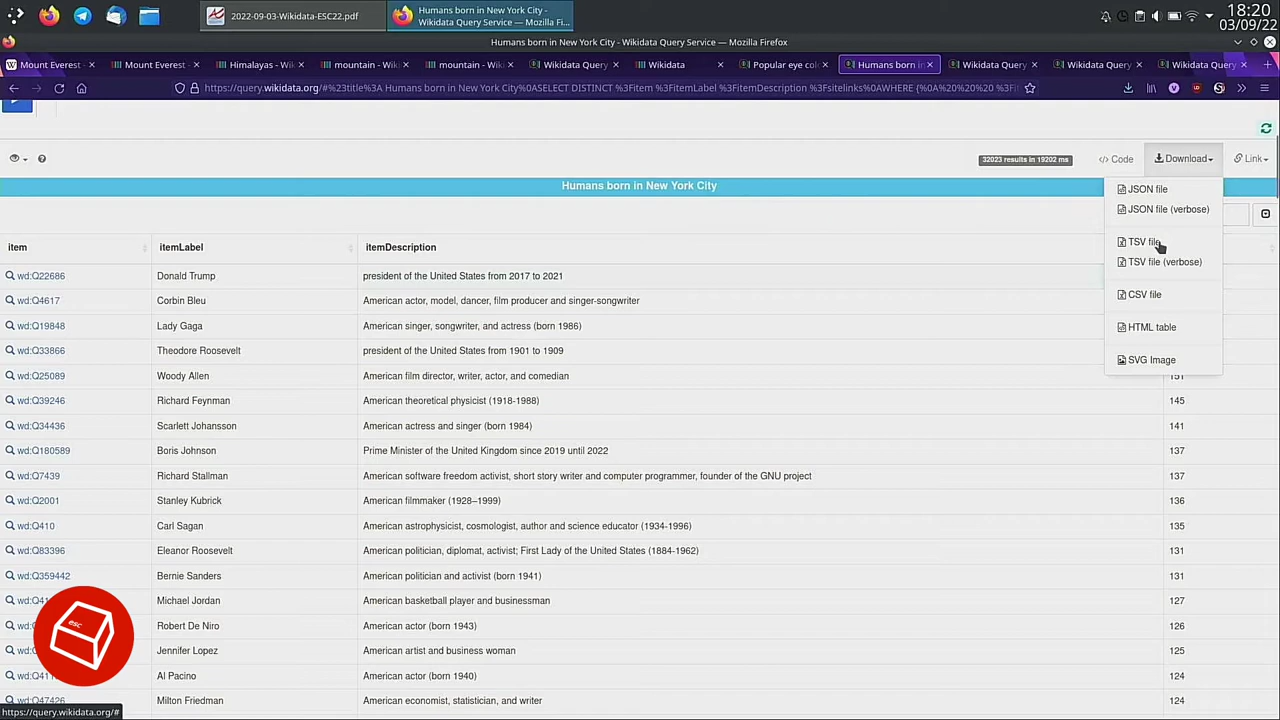 2022-09-03-Wikidata-ESC22.pdf
Humans born in New York City -
Wikidata Query Service — Mozilla Fi...
18:20
03/09/22
Humans born in New York City - Wikidata Query Service — Mozilla Firefox
Mount Everest -
Mount Everest -
Himalayas - Wik
mountain - Wiki
mountain - Wiki
Wikidata Query
Wikidata
Popular eye col
Humans born in
Wikidata Query
Wikidata Query
Wikidata Query
https://query.wikidata.org/#%23title%3A Humans born in New York City%0ASELECT DISTINCT %3Fitem %3FitemLabel %3FitemDescription %3Fsitelinks%0AWHERE {%0A%20%20%20 %3F
32023 results in 19202 ms
Code
Download
Link
Humans born in New York City
JSON file
JSON file (verbose)
TSV file
TSV file (verbose)
CSV file
HTML table
SVG Image
item itemLabel itemDescription
wd:Q22686 Donald Trump president of the United States from 2017 to 2021
wd:Q4617 Corbin Bleu American actor, model, dancer, film producer and singer-songwriter
wd:Q19848 Lady Gaga American singer, songwriter, and actress (born 1986)
wd:Q33866 Theodore Roosevelt president of the United States from 1901 to 1909
wd:Q25089 Woody Allen American film director, writer, actor, and comedian 151
wd:Q39246 Richard Feynman American theoretical physicist (1918-1988) 145
wd:Q34436 Scarlett Johansson American actress and singer (born 1984) 141
wd:Q180589 Boris Johnson Prime Minister of the United Kingdom since 2019 until 2022 137
wd:Q7439 Richard Stallman American software freedom activist, short story writer and computer programmer, founder of the GNU project 137
wd:Q2001 Stanley Kubrick American filmmaker (1928–1999) 136
wd:Q410 Carl Sagan American astrophysicist, cosmologist, author and science educator (1934-1996) 135
wd:Q83396 Eleanor Roosevelt American politician, diplomat, activist; First Lady of the United States (1884-1962) 131
wd:Q359442 Bernie Sanders American politician and activist (born 1941) 131
Michael Jordan American basketball player and businessman 127
Robert De Niro American actor (born 1943) 126
Jennifer Lopez American artist and business woman 125
Al Pacino American actor (born 1940) 124
wd:Q47426 Milton Friedman American economist, statistician, and writer 124
esc
https://query.wikidata.org/#